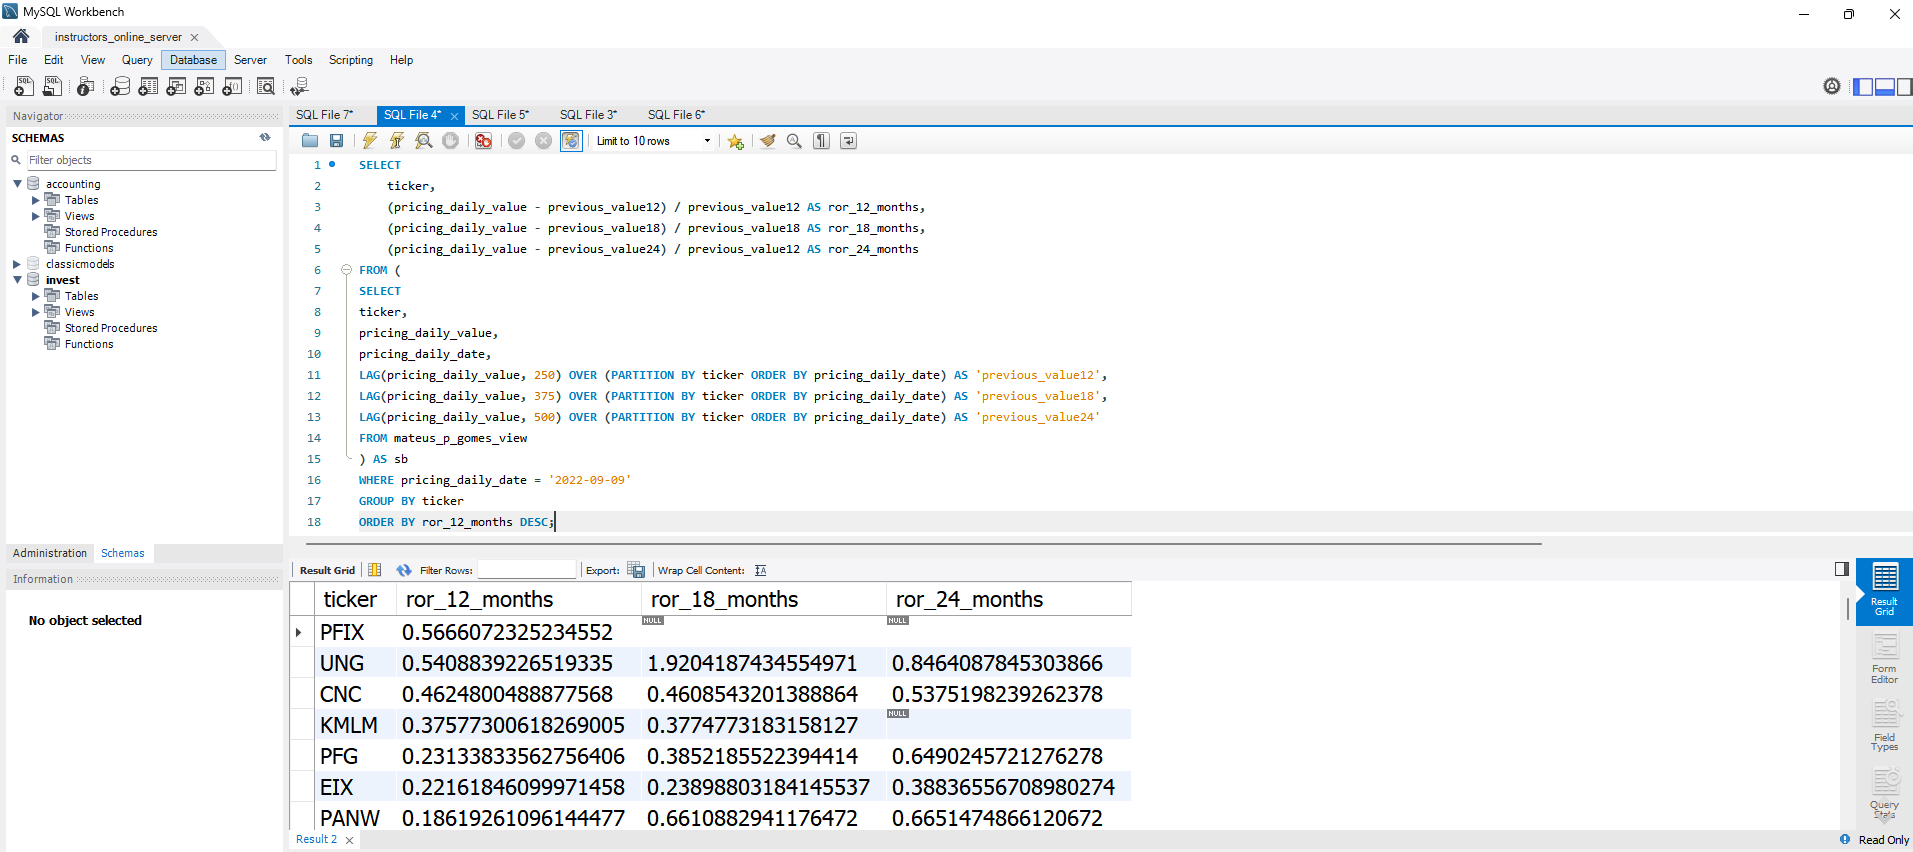 MySQL Workbench
instructors_online_server
File Edit View Query Database Server Tools Scripting Help
Navigator
SCHEMAS
Filter objects
accounting
Tables
Views
Stored Procedures
Functions
classicmodels
invest
Tables
Views
Stored Procedures
Functions
Administration Schemas
Information
No object selected
SQL File 7* SQL File 4* SQL File 5* SQL File 3* SQL File 6*
Limit to 10 rows
1 SELECT
2 ticker,
3 (pricing_daily_value - previous_value12) / previous_value12 AS ror_12_months,
4 (pricing_daily_value - previous_value18) / previous_value18 AS ror_18_months,
5 (pricing_daily_value - previous_value24) / previous_value12 AS ror_24_months
6 FROM (
7 SELECT
8 ticker,
9 pricing_daily_value,
10 pricing_daily_date,
11 LAG(pricing_daily_value, 250) OVER (PARTITION BY ticker ORDER BY pricing_daily_date) AS 'previous_value12',
12 LAG(pricing_daily_value, 375) OVER (PARTITION BY ticker ORDER BY pricing_daily_date) AS 'previous_value18',
13 LAG(pricing_daily_value, 500) OVER (PARTITION BY ticker ORDER BY pricing_daily_date) AS 'previous_value24'
14 FROM mateus_p_gomes_view
15 ) AS sb
16 WHERE pricing_daily_date = '2022-09-09'
17 GROUP BY ticker
18 ORDER BY ror_12_months DESC;
Result Grid Filter Rows: Export: Wrap Cell Content:
ticker ror_12_months ror_18_months ror_24_months
PFIX 0.5666072325234552 NULL NULL
UNG 0.5408839226519335 1.9204187434554971 0.8464087845303866
CNC 0.4624800488877568 0.4608543201388864 0.5375198239262378
KMLM 0.37577300618269005 0.3774773183158127 NULL
PFG 0.23133833562756406 0.3852185522394414 0.6490245721276278
EIX 0.22161846099971458 0.23898803184145537 0.38836556708980274
PANW 0.18619261096144477 0.6610882941176472 0.6651474866120672
Result Grid
Form Editor
Field Types
Query Stats
Result 2
Read Only